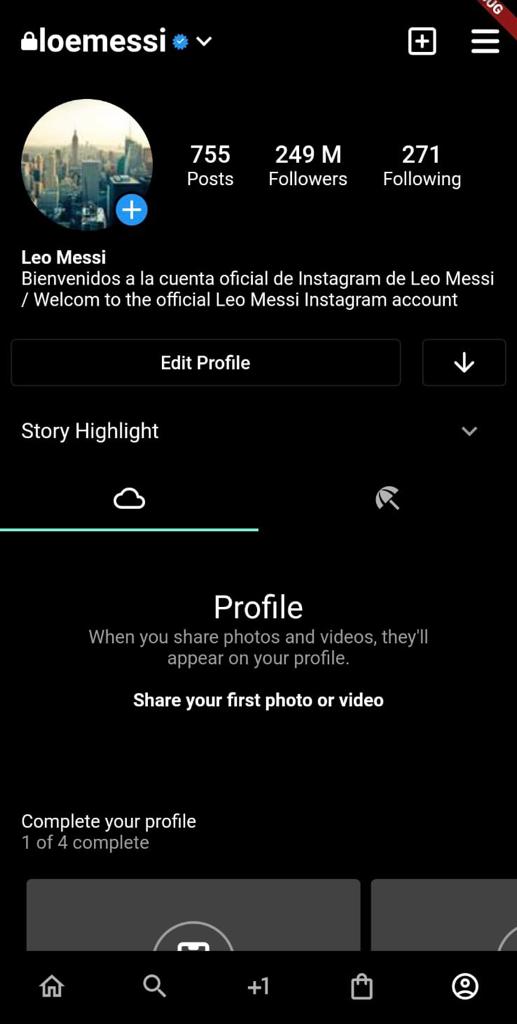 loemessi
UG
755 249 M 271
Posts Followers Following
Leo Messi
Bienvenidos a la cuenta oficial de Instagram de Leo Messi
/ Welcom to the official Leo Messi Instagram account
Edit Profile
Story Highlight
Profile
When you share photos and videos, they'll
appear on your profile.
Share your first photo or video
Complete your profile
1 of 4 complete
+1